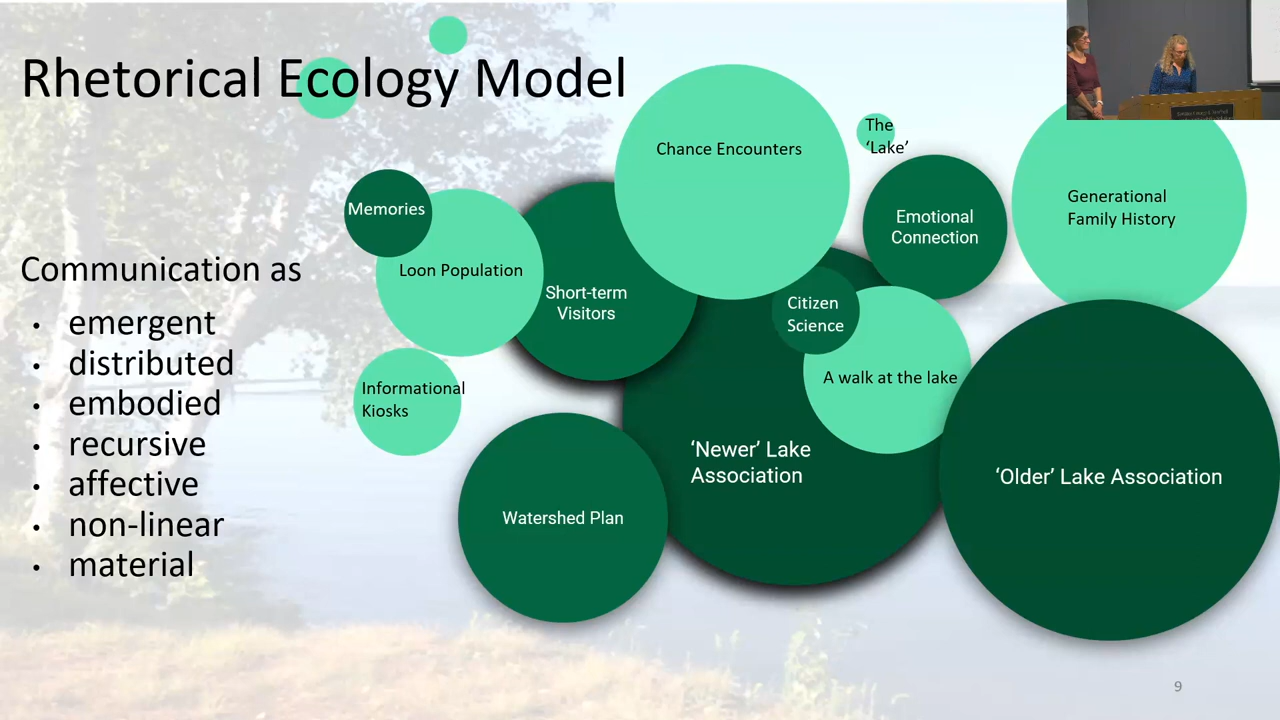 Rhetorical Ecology Model
Communication as
• emergent
• distributed
• embodied
• recursive
• affective
• non-linear
• material
Memories
Loon Population
Short-term
Visitors
Chance Encounters
The
‘Lake’
Emotional
Connection
Generational
Family History
Citizen
Science
A walk at the lake
Informational
Kiosks
‘Newer’ Lake
Association
‘Older’ Lake Association
Watershed Plan
9